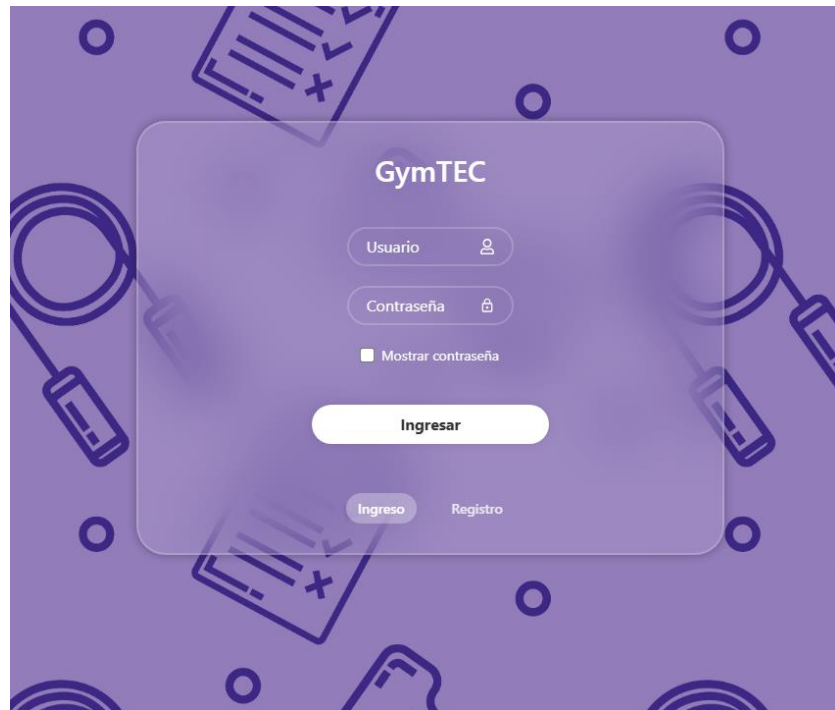 GymTEC
Usuario
Contraseña
Mostrar contraseña
Ingresar
Ingreso Registro